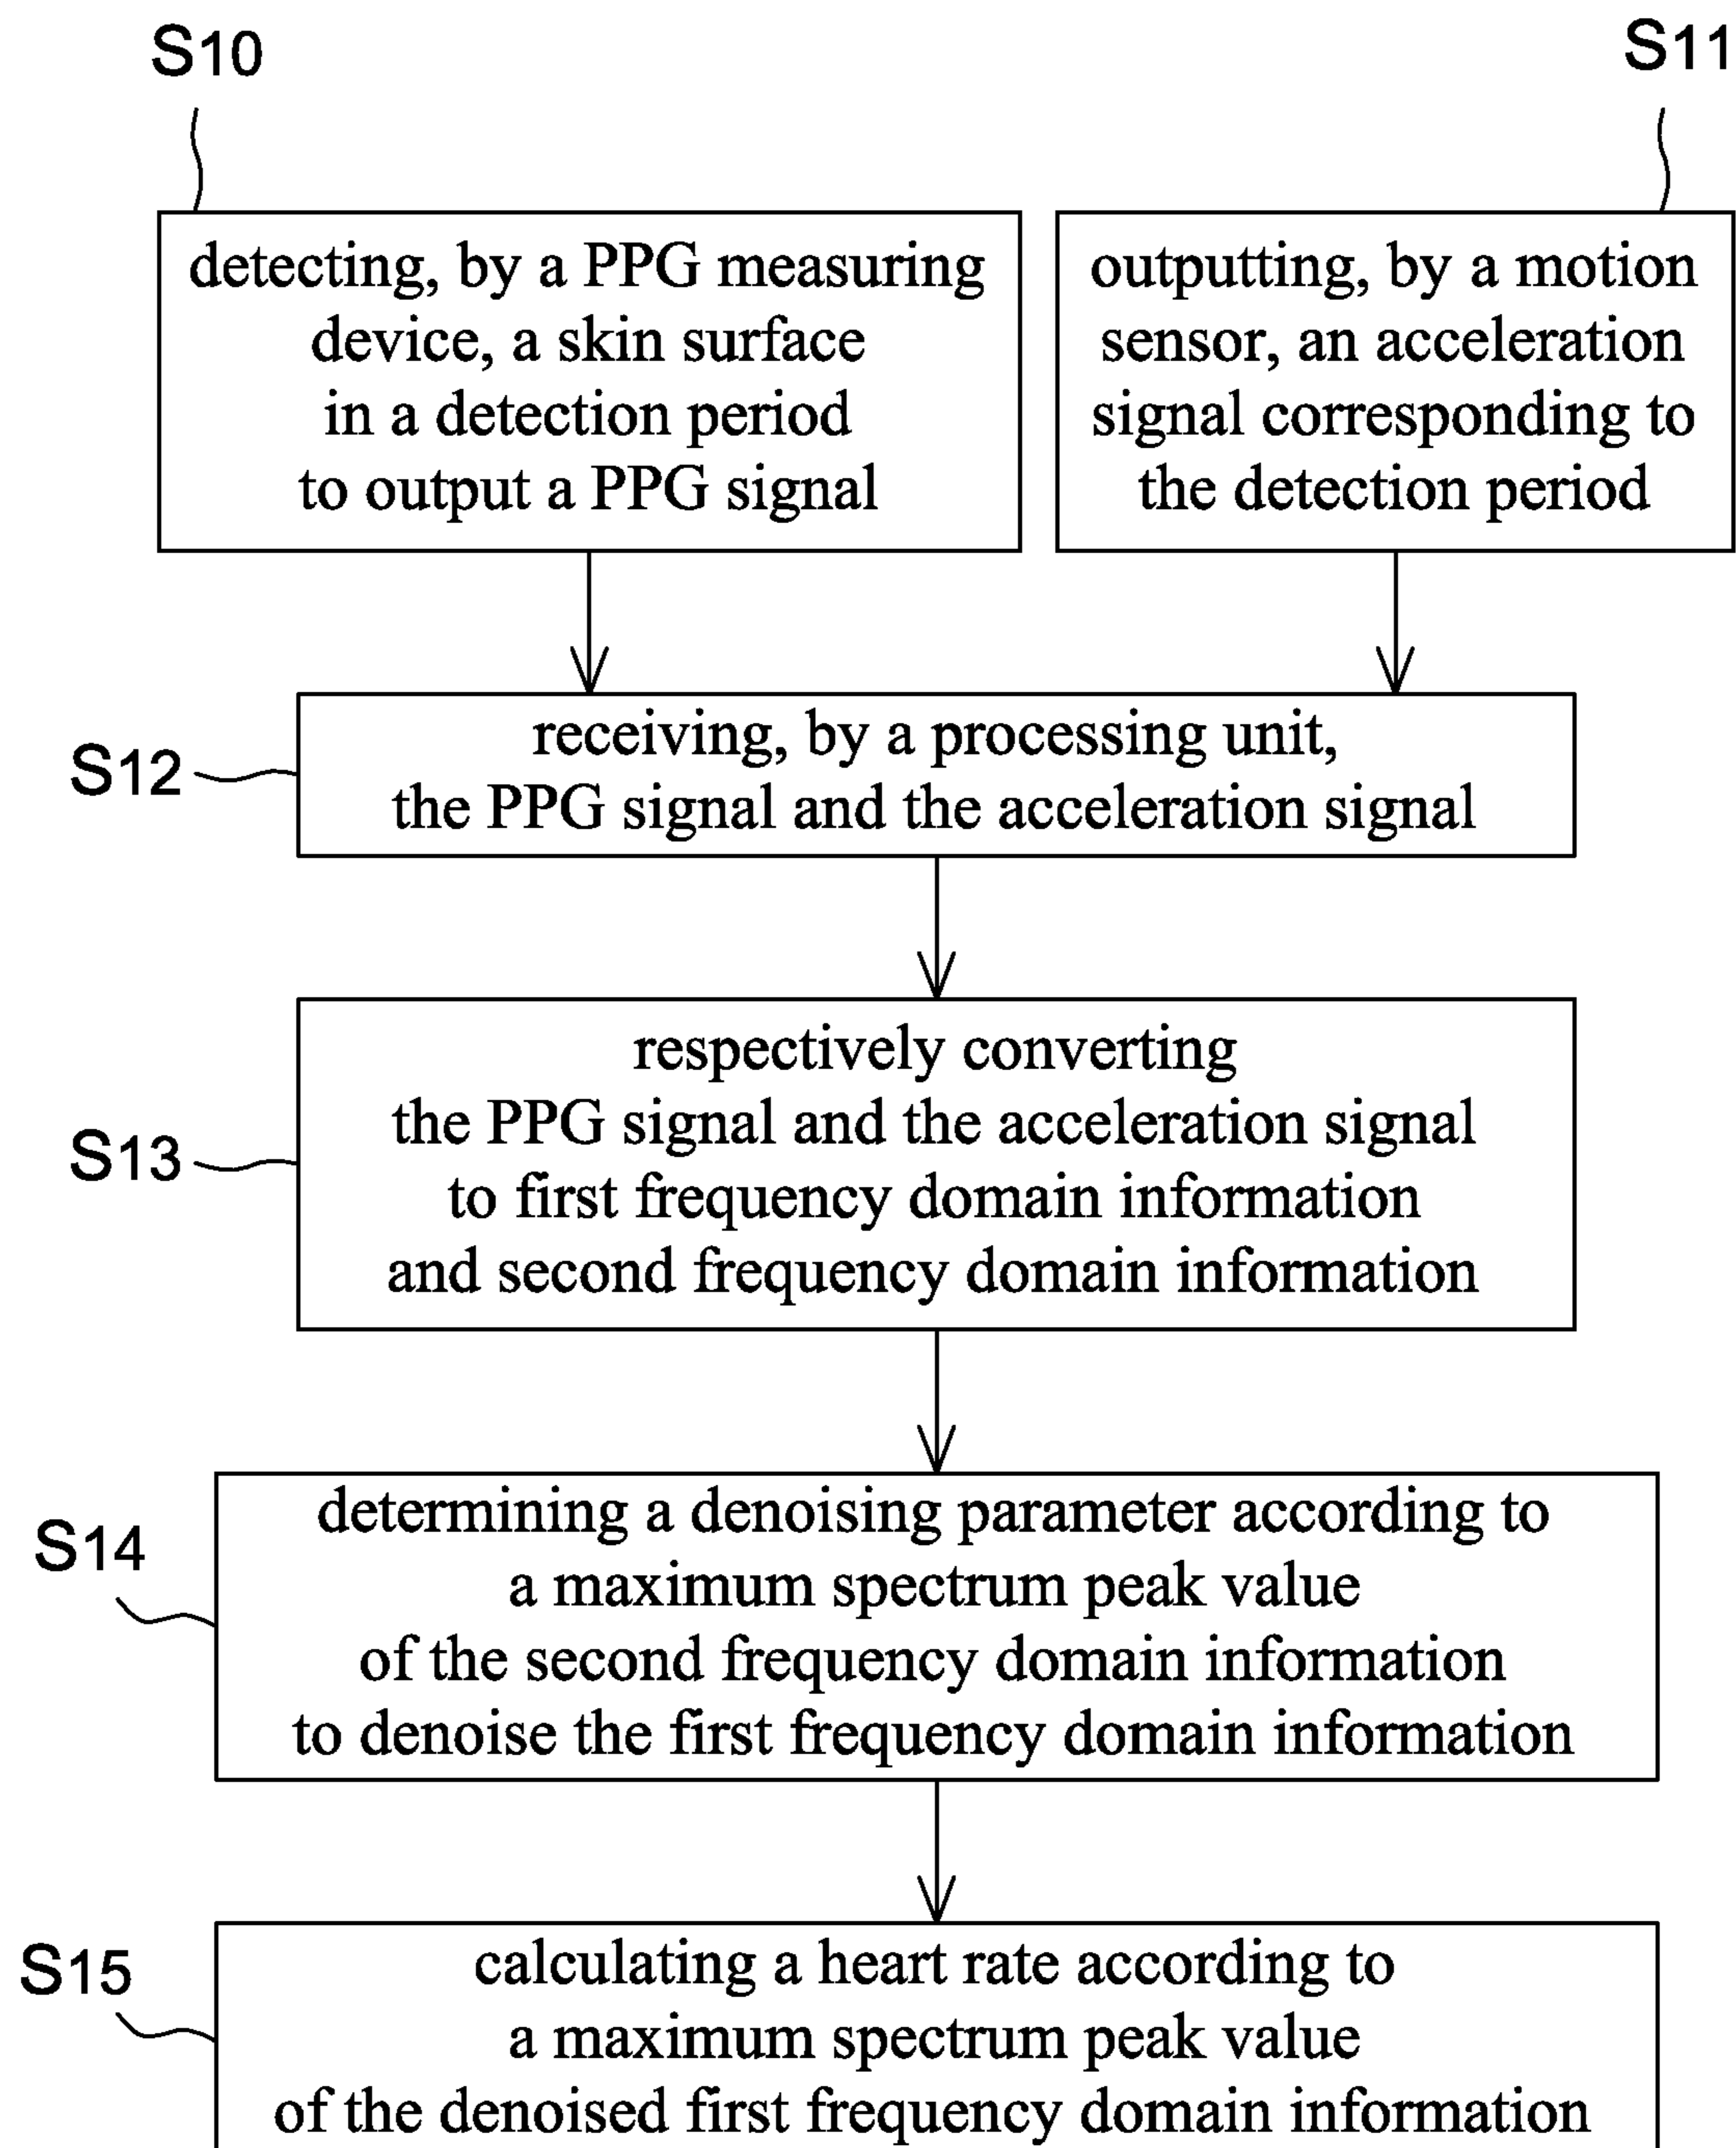 S10
S11
detecting, by a PPG measuring
device, a skin surface
in a detection period
to output a PPG signal
outputting, by a motion
sensor, an acceleration
signal corresponding to
the detection period
S12
receiving, by a processing unit,
the PPG signal and the acceleration signal
S13
respectively converting
the PPG signal and the acceleration signal
to first frequency domain information
and second frequency domain information
S14
determining a denoising parameter according to
a maximum spectrum peak value
of the second frequency domain information
to denoise the first frequency domain information
S15
calculating a heart rate according to
a maximum spectrum peak value
of the denoised first frequency domain information